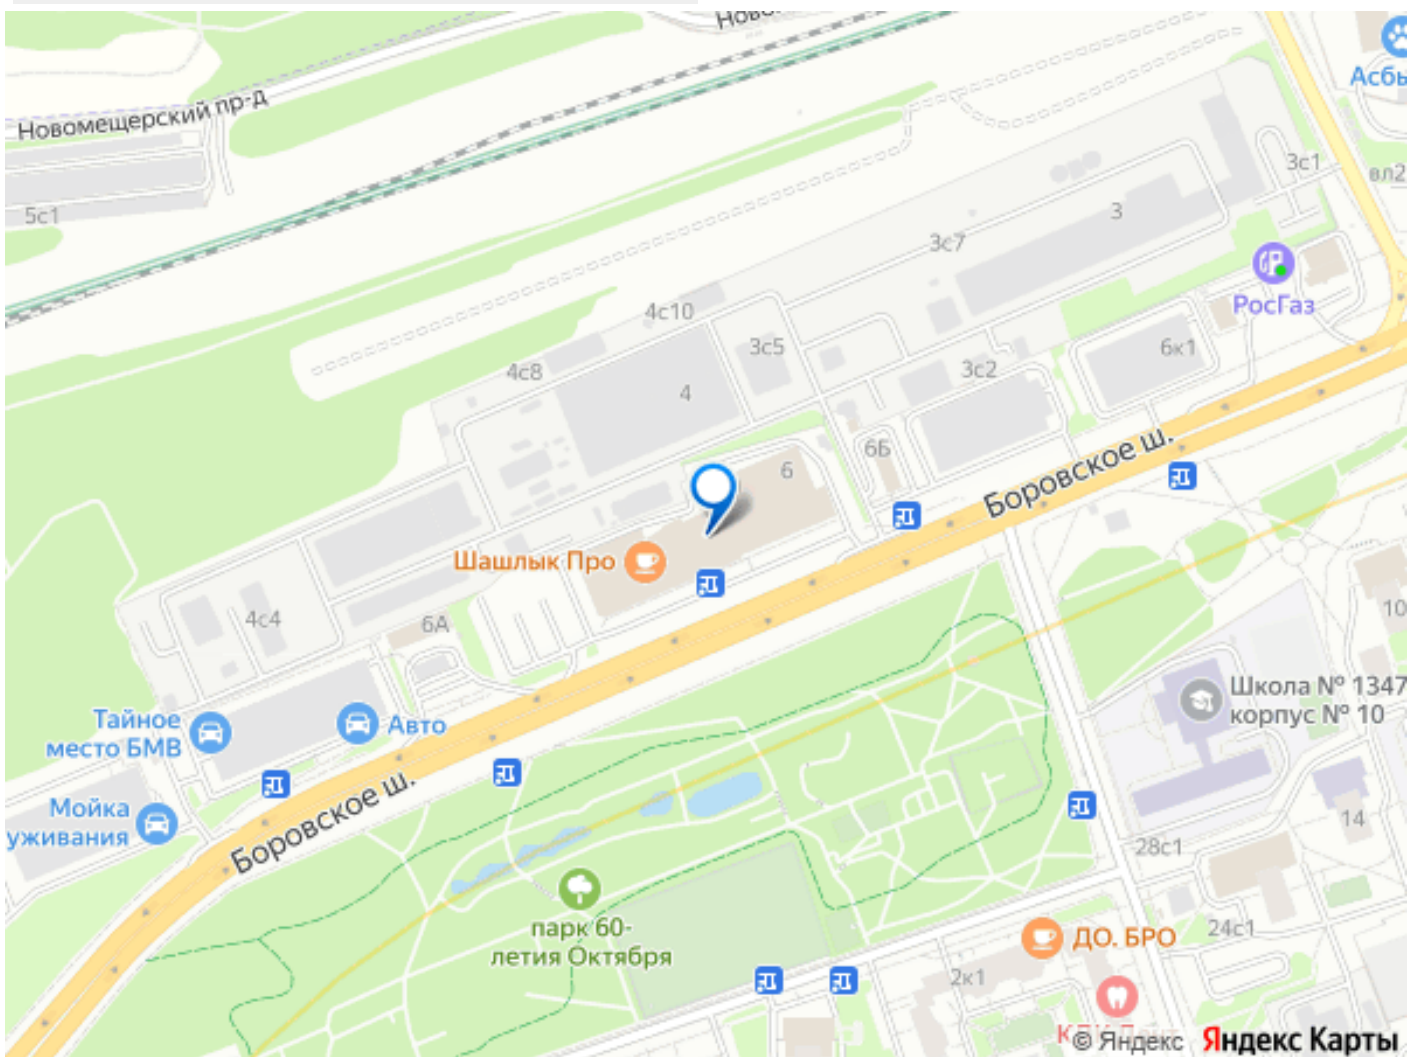 Новомещерский пр-д
Асбы
3с1
вл2
5с1
3
3с7
РосГаз
4с10
3с5
6к1
4с8
3с2
4
6Б
6
Боровское ш.
Шашлык Про
4с4
6А
10
Школа № 1347
корпус № 10
Тайное
место БМВ
Авто
Мойка
уживания
Боровское ш.
14
28с1
парк 60-
летия Октября
ДО. БРО
24с1
2к1
© Яндекс Яндекс Карты